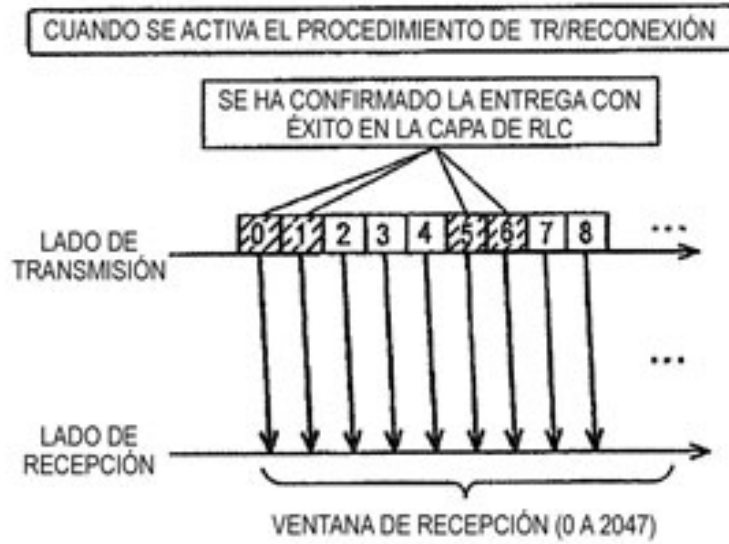 CUANDO SE ACTIVA EL PROCEDIMIENTO DE TR/RECONEXIÓN
SE HA CONFIRMADO LA ENTREGA CON
ÉXITO EN LA CAPA DE RLC
0 1 2 3 4 5 6 7 8 ...
LADO DE
TRANSMISIÓN
...
LADO DE
RECEPCIÓN
VENTANA DE RECEPCIÓN (0 A 2047)